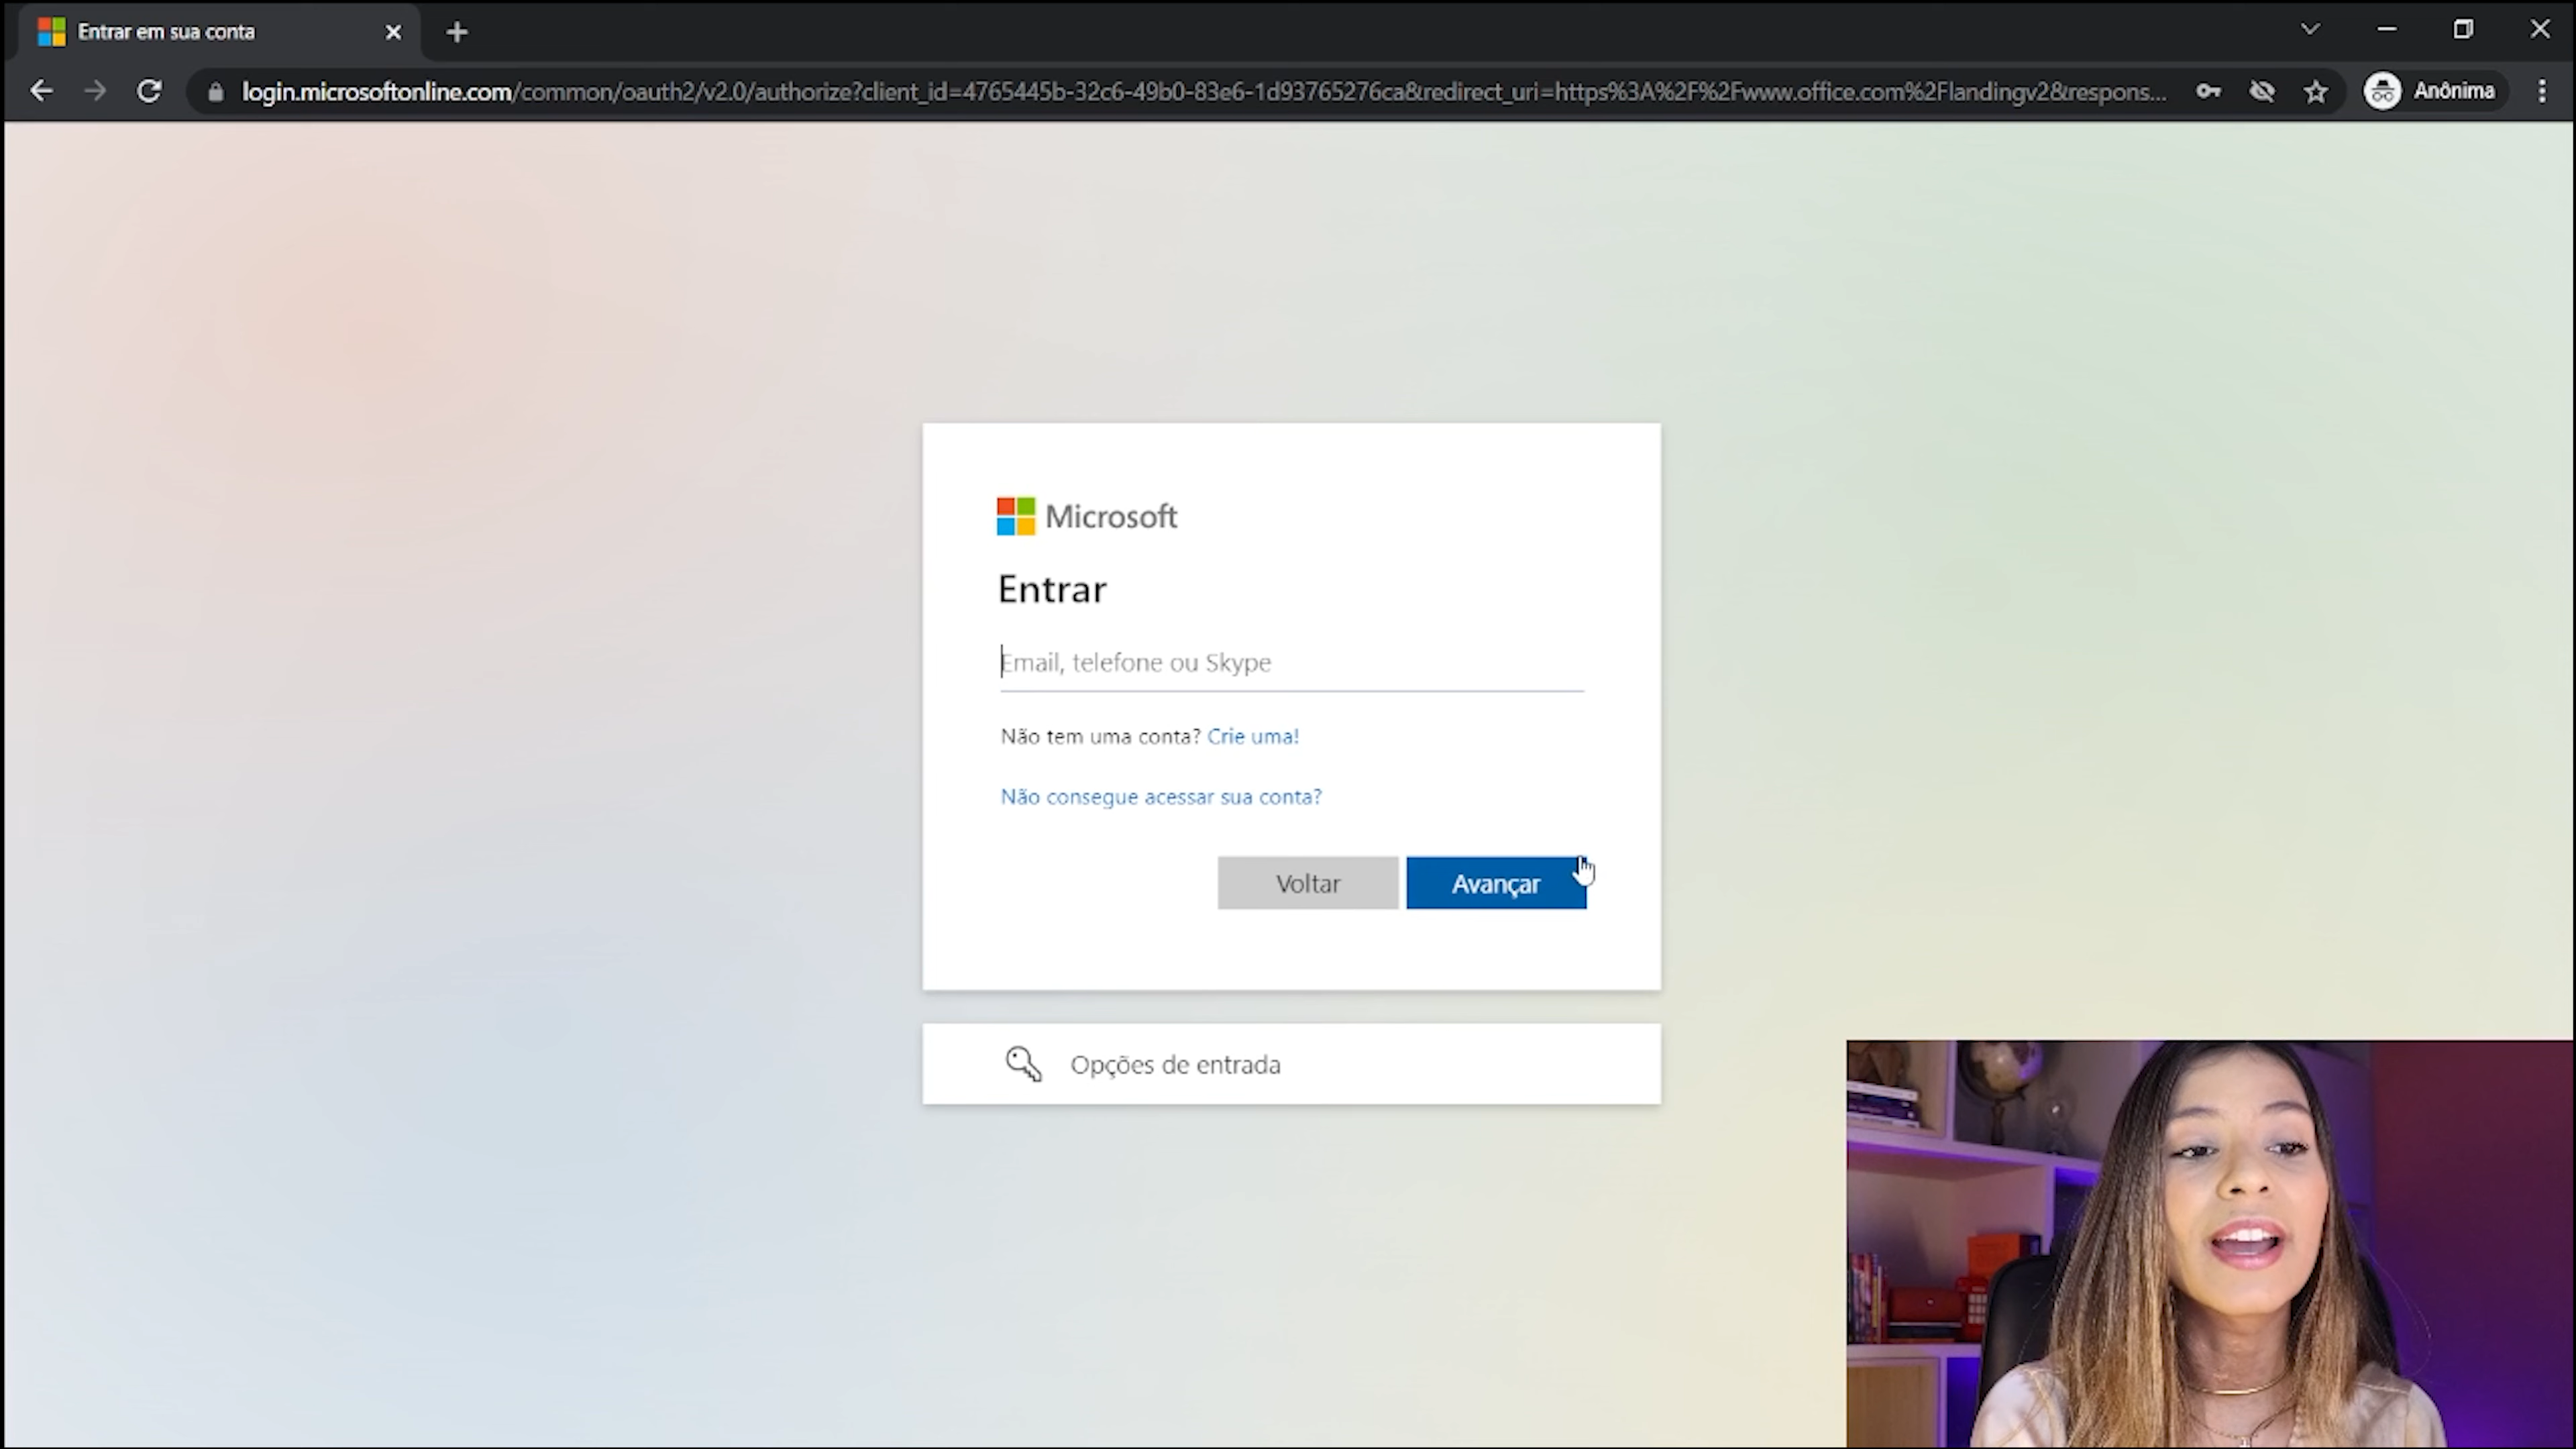 Entrar em sua conta
login.microsoftonline.com/common/oauth2/v2.0/authorize?client_id=4765445b-32c6-49b0-83e6-1d93765276ca&redirect_uri=https%3A%2F%2Fwww.office.com%2Flandingv2&respons...
Anônima
Microsoft
Entrar
Email, telefone ou Skype
Não tem uma conta? Crie uma!
Não consegue acessar sua conta?
Voltar
Avançar
Opções de entrada